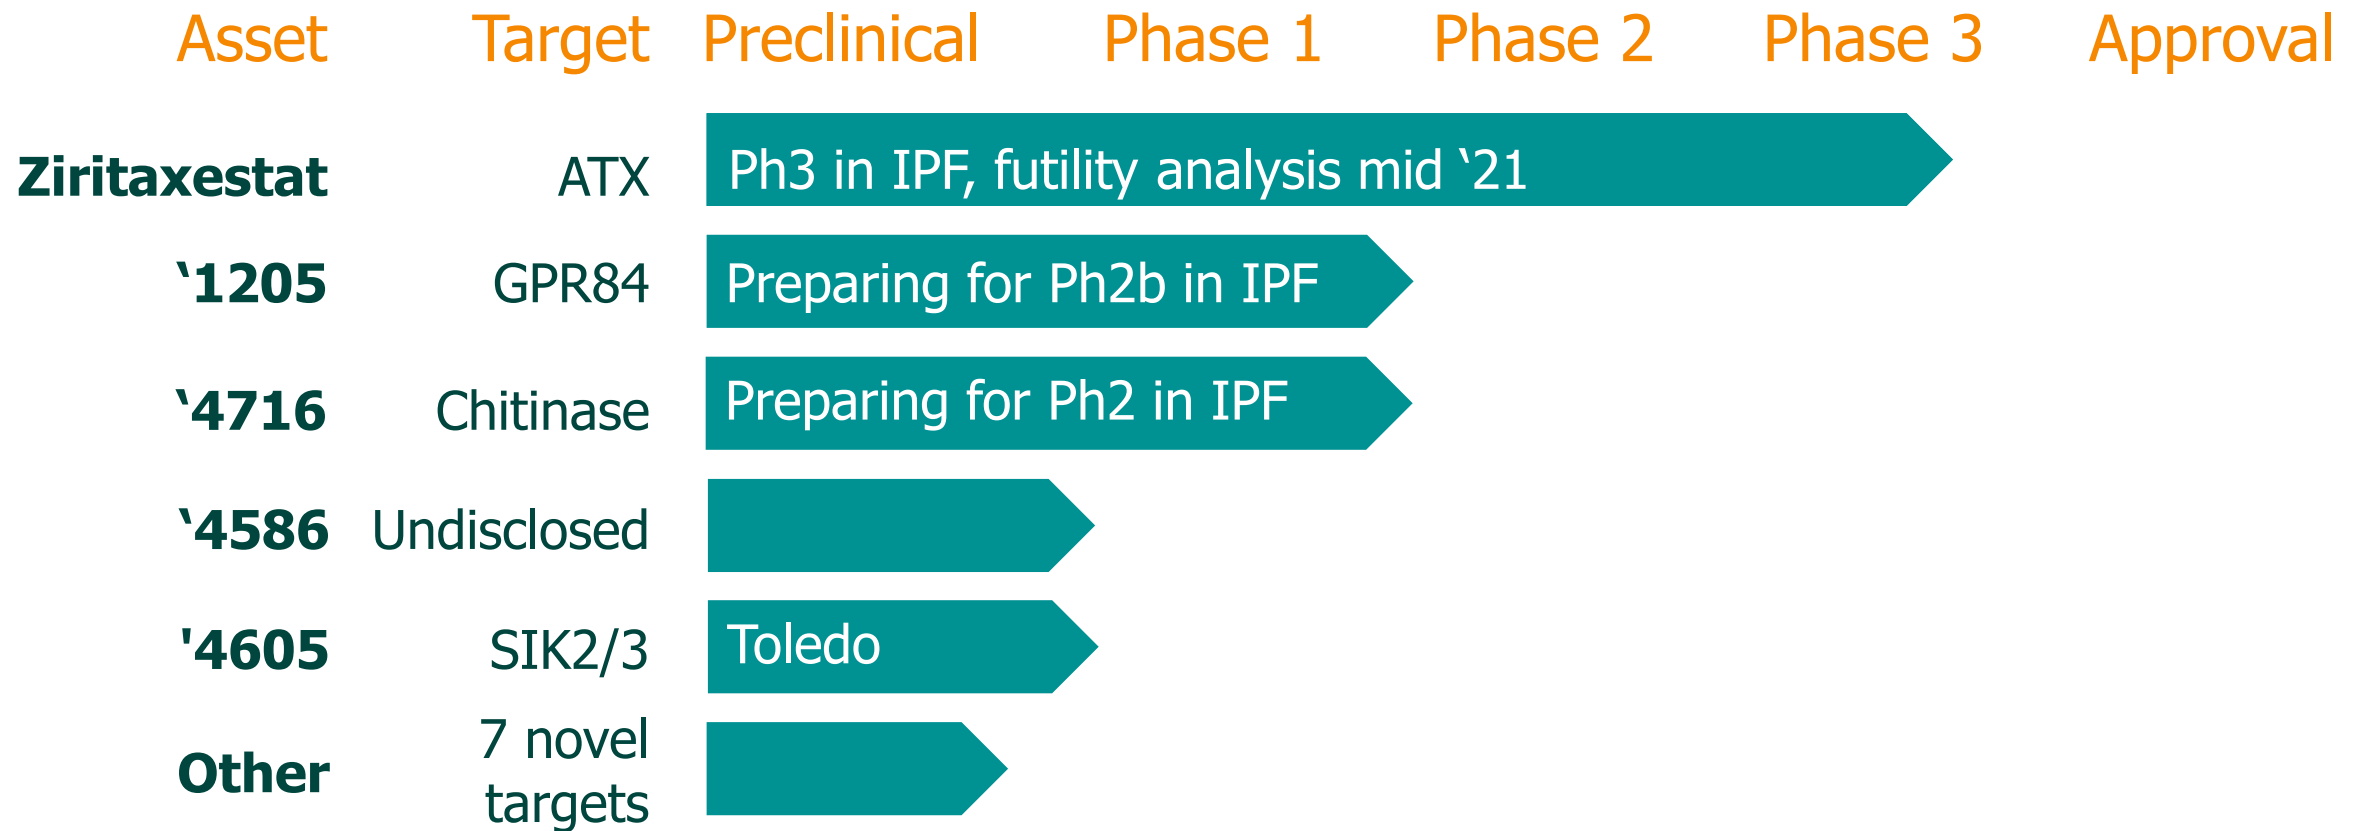 Asset Target Preclinical Phase 1 Phase 2 Phase 3 Approval
Ziritaxestat ATX Ph3 in IPF, futility analysis mid ‘21
‘1205 GPR84 Preparing for Ph2b in IPF
‘4716 Chitinase Preparing for Ph2 in IPF
‘4586 Undisclosed
'4605 SIK2/3 Toledo
Other 7 novel
targets